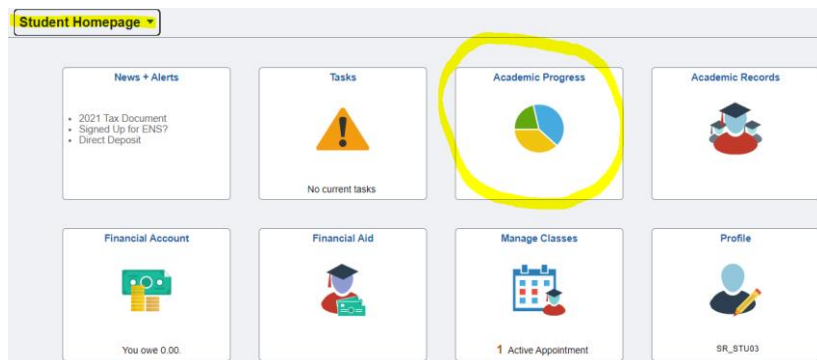 Student Homepage
News + Alerts
2021 Tax Document
Signed Up for ENS?
Direct Deposit
Tasks
No current tasks
Academic Progress
Academic Records
Financial Account
You owe 0.00.
Financial Aid
Manage Classes
1 Active Appointment
Profile
SR_STU03